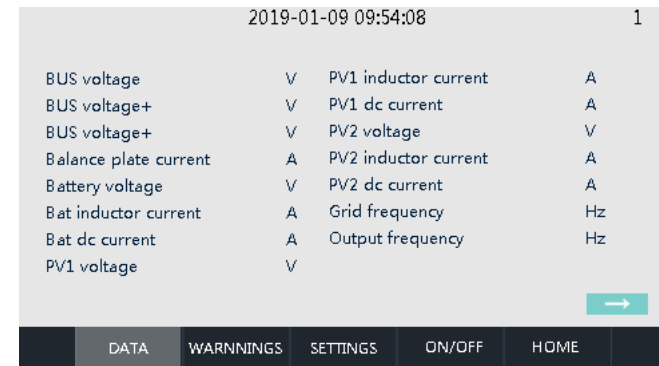 2019-01-09 09:54:08 1
BUS voltage V PV1 inductor current A
BUS voltage+ V PV1 dc current A
BUS voltage+ V PV2 voltage V
Balance plate current A PV2 inductor current A
Battery voltage V PV2 dc current A
Bat inductor current A Grid frequency Hz
Bat dc current A Output frequency Hz
PV1 voltage V
→
DATA WARNNINGS SETTINGS ON/OFF HOME